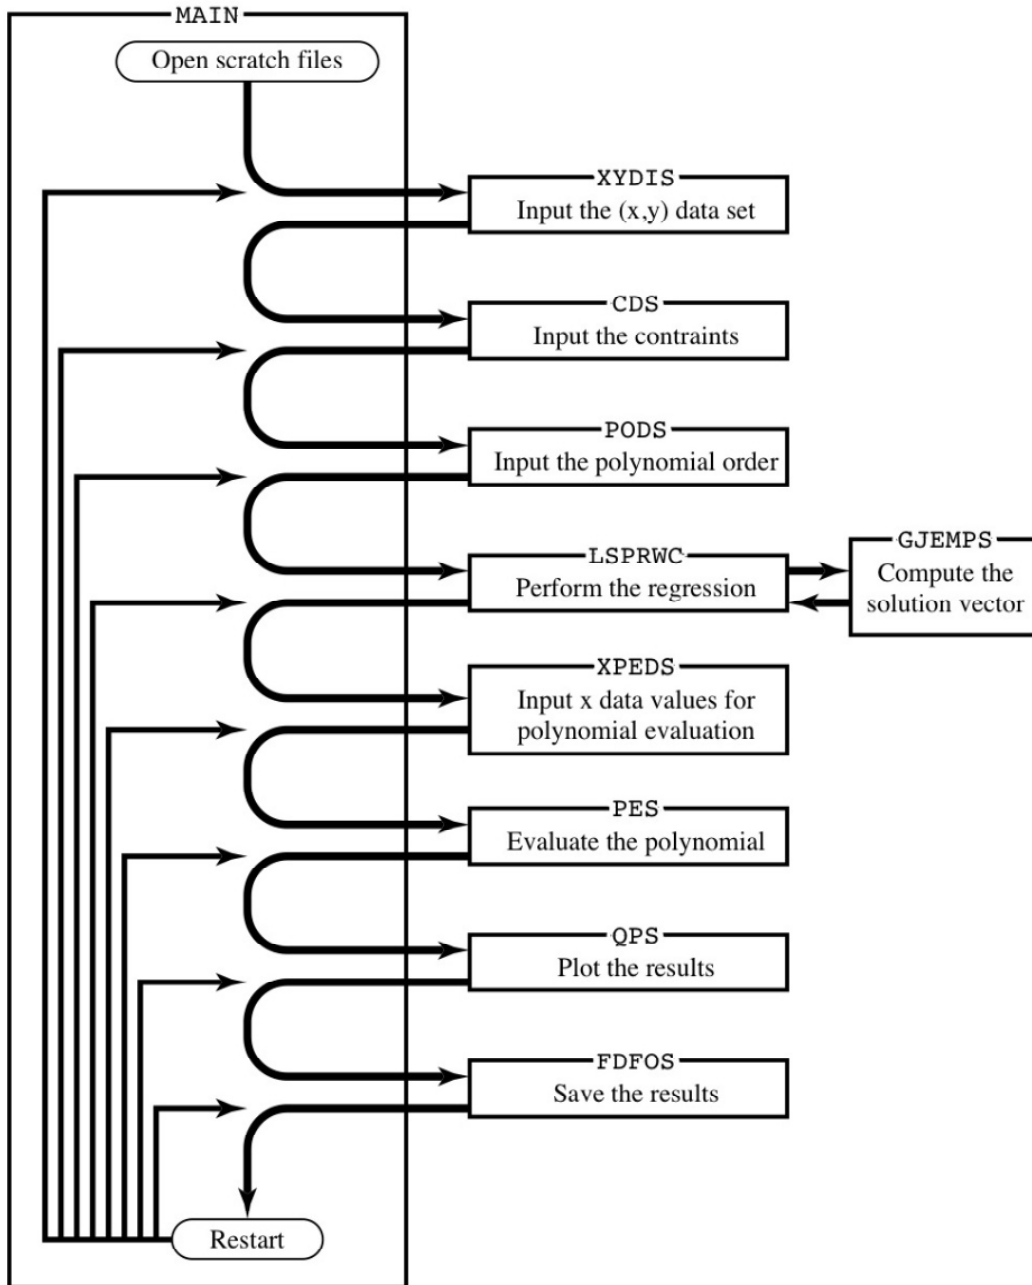 MAIN
Open scratch files
XYDIS
Input the (x,y) data set
CDS
Input the contraints
PODS
Input the polynomial order
LSPRWC
Perform the regression
GJEMPS
Compute the
solution vector
XPEDS
Input x data values for
polynomial evaluation
PES
Evaluate the polynomial
QPS
Plot the results
FDFOS
Save the results
Restart